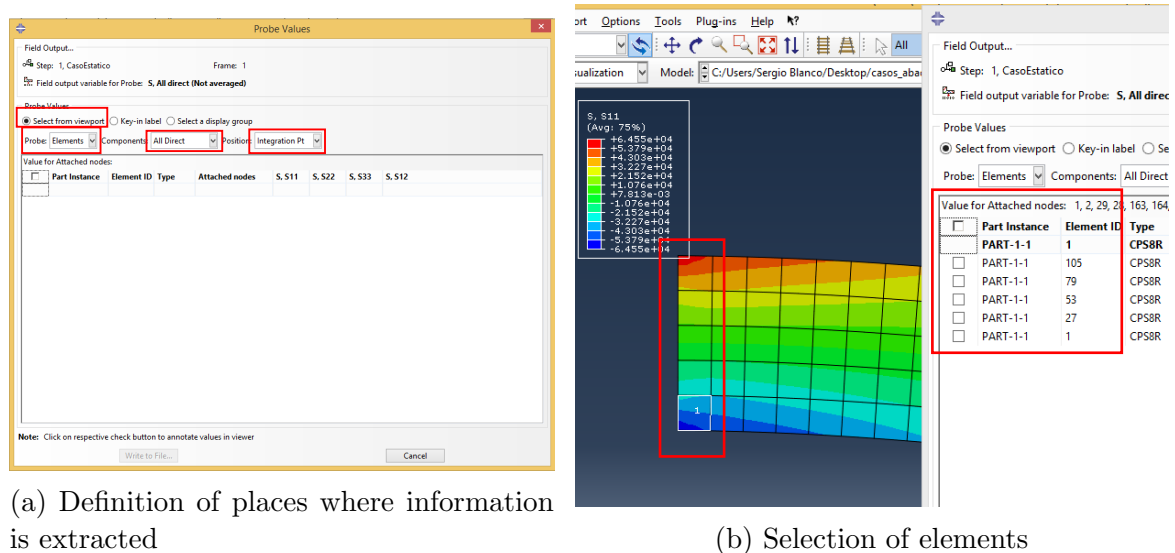 Probe Values
Field Output...
Step: 1, CasoEstatico Frame: 1
Field output variable for Probe: S, All direct (Not averaged)
Probe Values
Select from viewport Key-in label Select a display group
Probe: Elements Components: All Direct Position: Integration Pt
Value for Attached nodes:
Part Instance Element ID Type Attached nodes S, S11 S, S22 S, S33 S, S12
Note: Click on respective check button to annotate values in viewer
Write to File... Cancel
(a) Definition of places where information
is extracted
ort Options Tools Plug-ins Help
All
sualization Model: C:/Users/Sergio Blanco/Desktop/casos_aba
S, S11
(Avg: 75%)
+6.455e+04
+5.379e+04
+4.303e+04
+3.227e+04
+2.152e+04
+1.076e+04
+7.813e-03
-1.076e+04
-2.152e+04
-3.227e+04
-4.303e+04
-5.379e+04
-6.455e+04
1
Field Output...
Step: 1, CasoEstatico
Field output variable for Probe: S, All direc
Probe Values
Select from viewport Key-in label Se
Probe: Elements Components: All Direct
Value for Attached nodes: 1, 2, 29, 28, 163, 164,
Part Instance Element ID Type
PART-1-1 1 CPS8R
PART-1-1 105 CPS8R
PART-1-1 79 CPS8R
PART-1-1 53 CPS8R
PART-1-1 27 CPS8R
PART-1-1 1 CPS8R
(b) Selection of elements